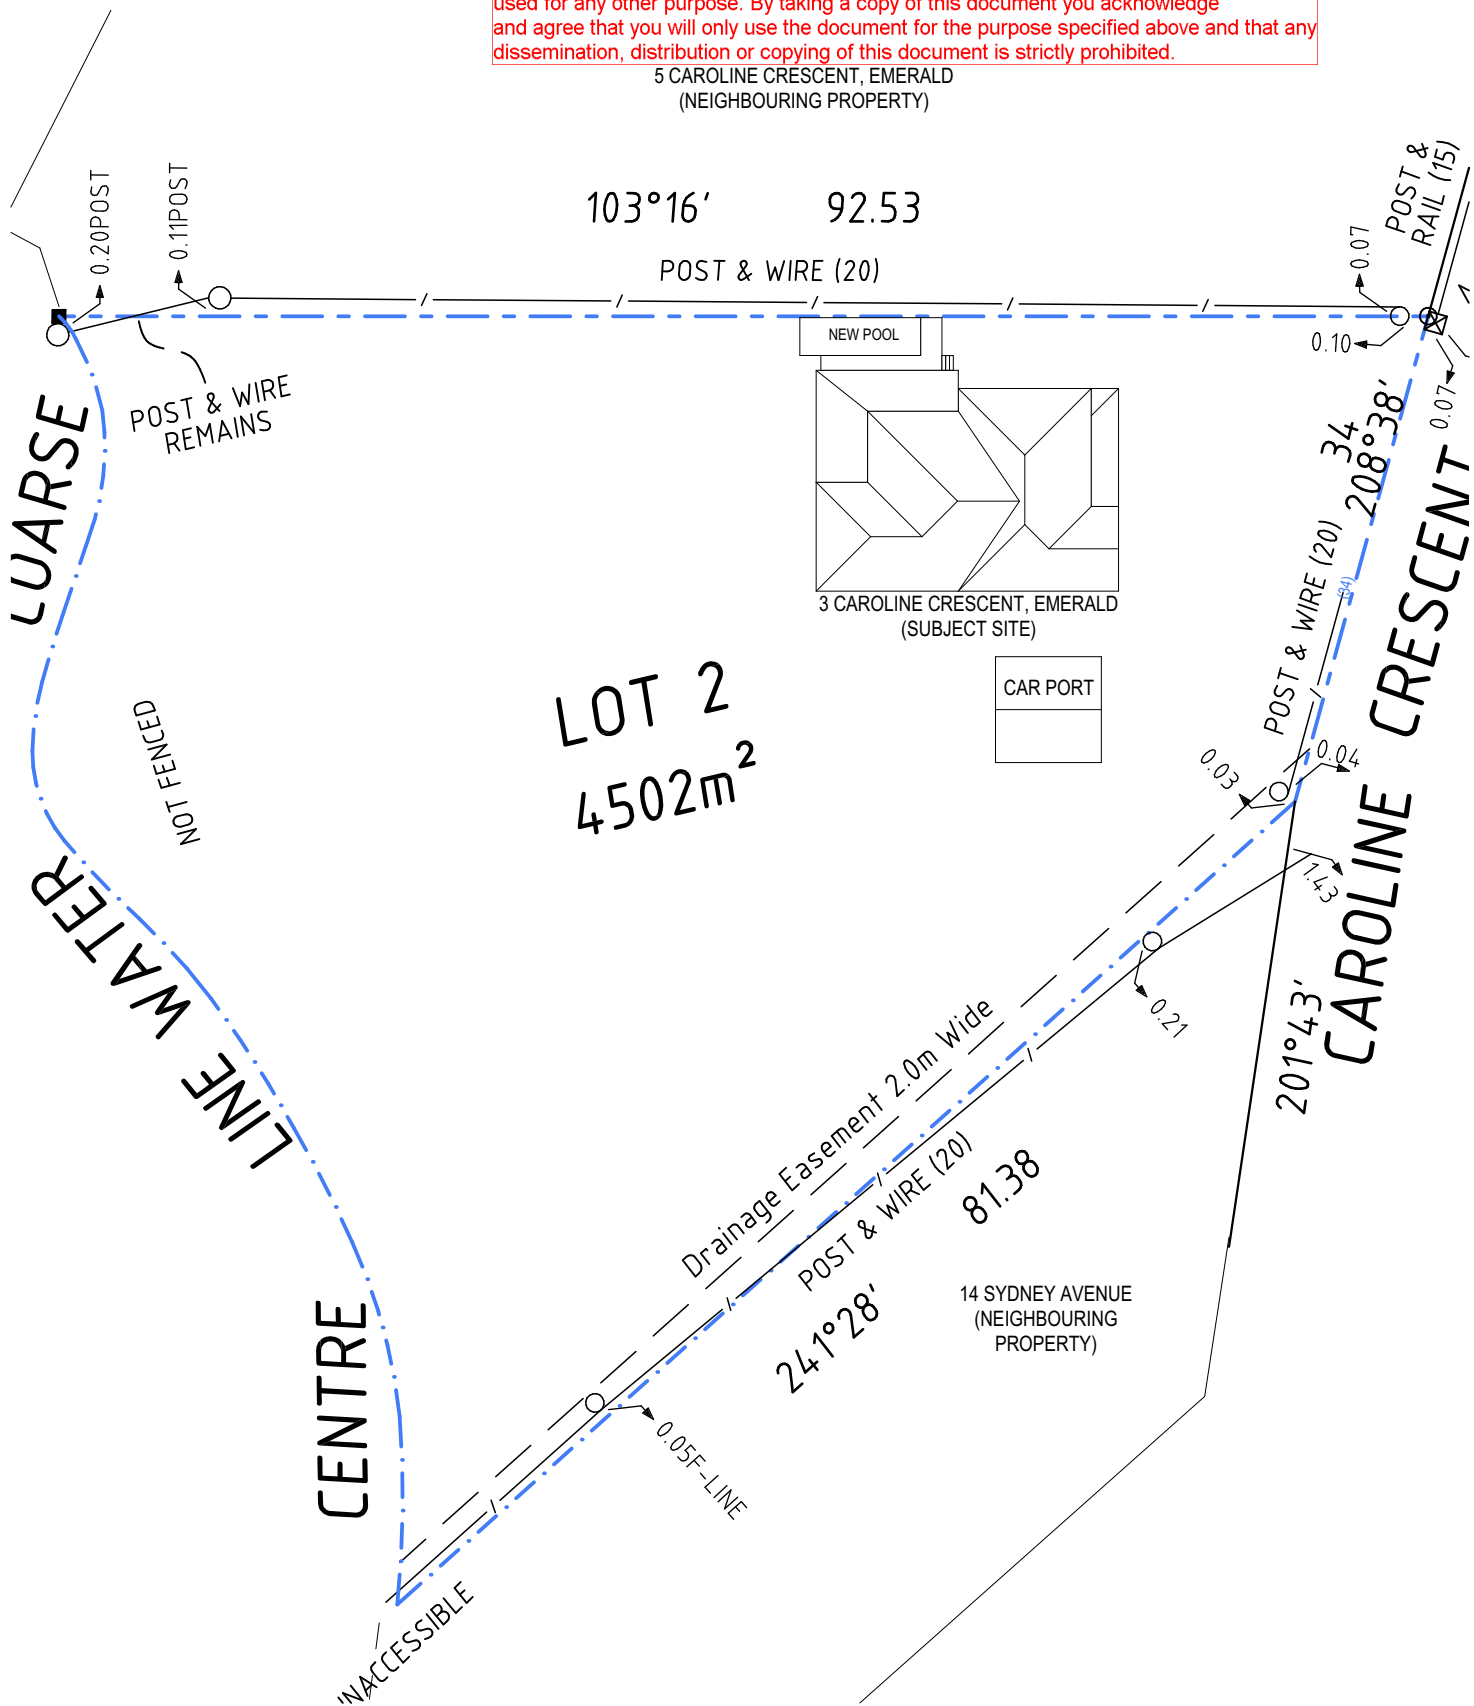 used for any other purpose. By taking a copy of this document you acknowledge
and agree that you will only use the document for the purpose specified above and that any
dissemination, distribution or copying of this document is strictly prohibited.
5 CAROLINE CRESCENT, EMERALD
(NEIGHBOURING PROPERTY)
POST &
RAIL (15)
0.20POST
0.11POST
103°16'
92.53
POST & WIRE (20)
0.07
0.10
0.07
NEW POOL
POST & WIRE
REMAINS
34
208°38'
POST & WIRE (20)
(34)
3 CAROLINE CRESCENT, EMERALD
(SUBJECT SITE)
CAR PORT
LOT 2
4502m²
NOT FENCED
0.03
0.04
1.43
0.21
CAROLINE CRESCENT
201°43'
Drainage Easement 2.0m Wide
POST & WIRE (20)
81.38
241°28'
14 SYDNEY AVENUE
(NEIGHBOURING
PROPERTY)
0.05F-LINE
CENTRE
LINE
WATER
INACCESSIBLE